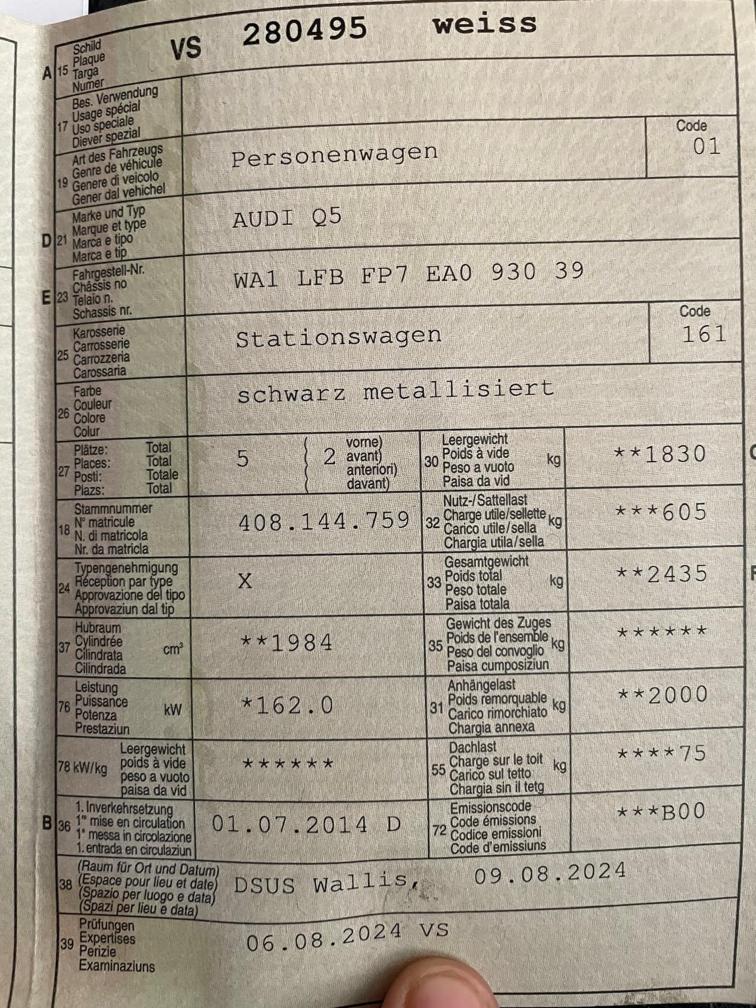 A 15 Schild VS 280495 weiss
Plaque
Targa
Numer
17 Bes. Verwendung
Usage spécial
Uso speciale
Diever spezial
19 Art des Fahrzeugs Personenwagen Code 01
Genre de véhicule
Genere di veicolo
Gener dal vehichel
D 21 Marke und Typ AUDI Q5
Marque et type
Marca e tipo
Marca e tip
E 23 Fahrgestell-Nr. WA1 LFB FP7 EA0 930 39
Châssis no
Telaio n.
Schassis nr.
25 Karosserie Stationswagen Code 161
Carrosserie
Carrozzeria
Carossaria
26 Farbe schwarz metallisiert
Couleur
Colore
Colur
27 Plätze: Total 5 ( 2 vorne)
Places: Total avant)
Posti: Totale anteriori)
Plazs: Total davant)
30 Leergewicht kg **1830
Poids à vide
Peso a vuoto
Paisa da vid
18 Stammnummer 408.144.759
N° matricule
N. di matricola
Nr. da matricla
32 Nutz-/Sattellast kg ***605
Charge utile/sellette
Carico utile/sella
Chargia utila/sella
24 Typengenehmigung X
Réception par type
Approvazione del tipo
Approvaziun dal tip
33 Gesamtgewicht kg **2435
Poids total
Peso totale
Paisa totala
37 Hubraum cm³ **1984
Cylindrée
Cilindrata
Cilindrada
35 Gewicht des Zuges kg ******
Poids de l'ensemble
Peso del convoglio
Paisa cumposiziun
76 Leistung kW *162.0
Puissance
Potenza
Prestaziun
31 Anhängelast kg **2000
Poids remorquable
Carico rimorchiato
Chargia annexa
78 kW/kg Leergewicht ******
poids à vide
peso a vuoto
paisa da vid
55 Dachlast kg ****75
Charge sur le toit
Carico sul tetto
Chargia sin il tetg
B 36 1. Inverkehrsetzung 01.07.2014 D
1re mise en circulation
1a messa in circolazione
1. entrada en circulaziun
72 Emissionscode ***B00
Code émissions
Codice emissioni
Code d'emissiuns
38 (Raum für Ort und Datum) DSUS Wallis, 09.08.2024
(Espace pour lieu et date)
(Spazio per luogo e data)
(Spazi per lieu e data)
39 Prüfungen 06.08.2024 VS
Expertises
Perizie
Examinaziuns